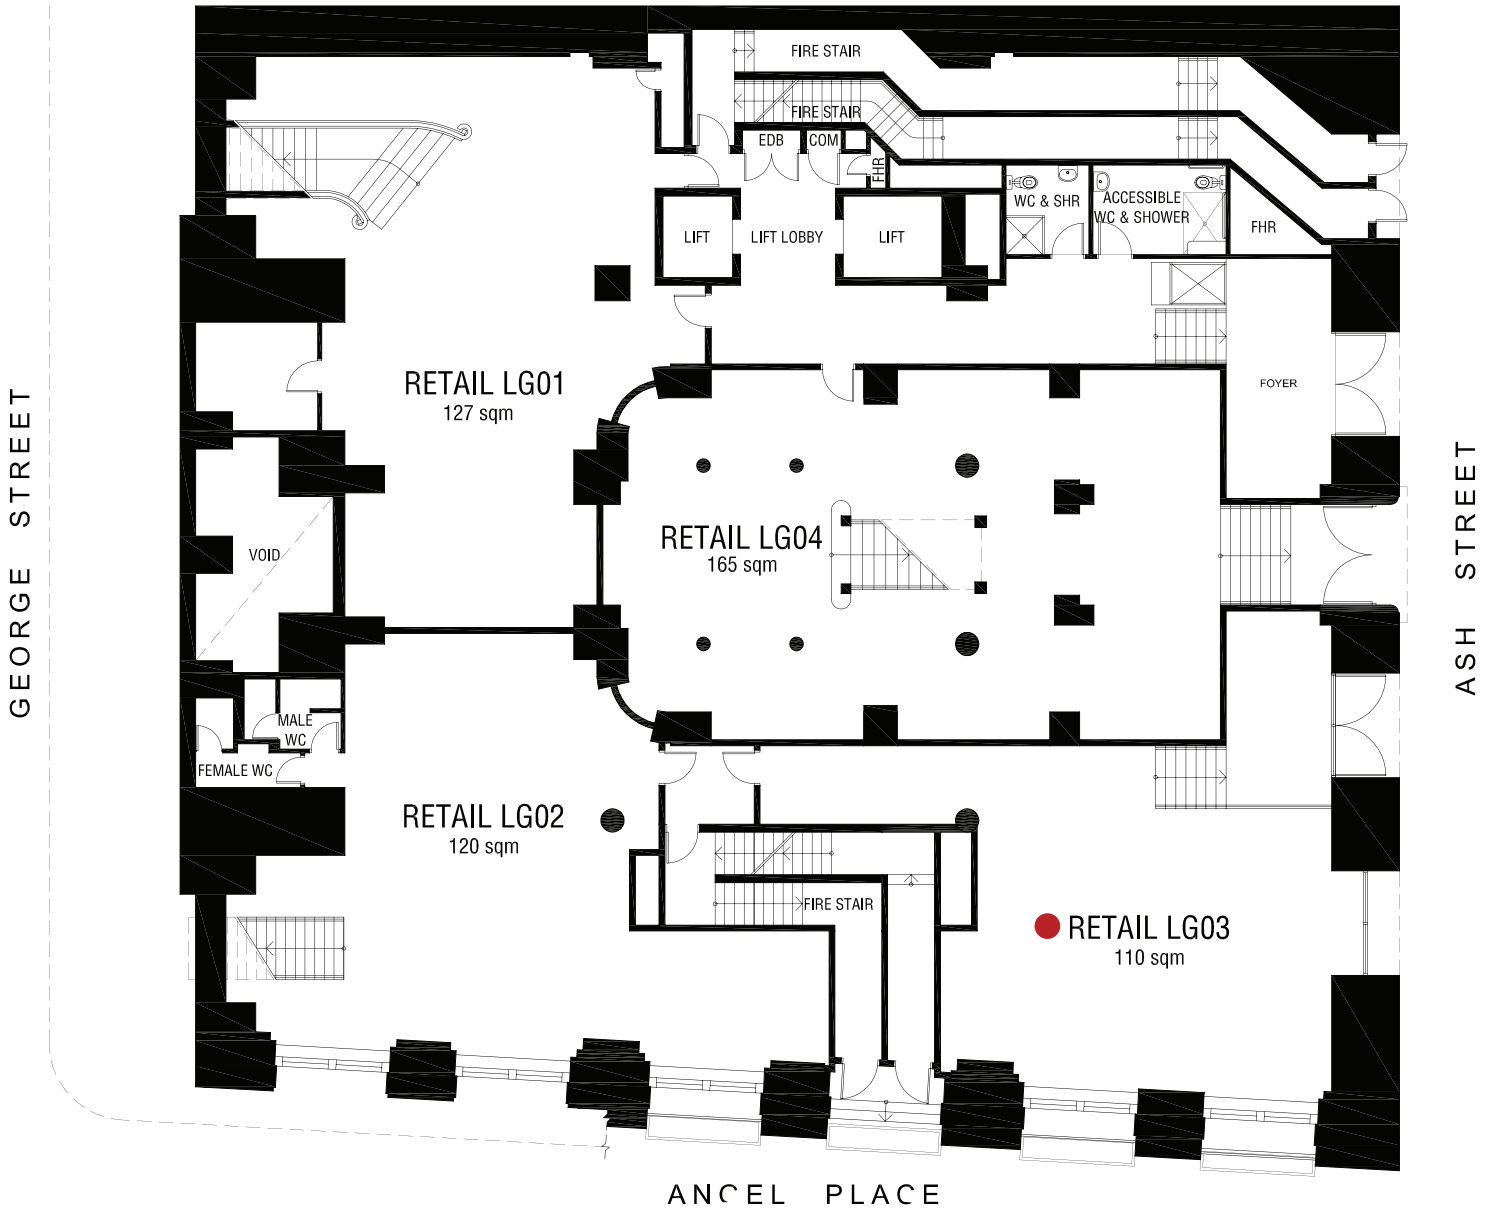 FIRE STAIR
FIRE STAIR
EDB
COM
FHR
WC & SHR
ACCESSIBLE
WC & SHOWER
FHR
LIFT
LIFT LOBBY
LIFT
RETAIL LG01
127 sqm
FOYER
GEORGE STREET
ASH STREET
VOID
RETAIL LG04
165 sqm
MALE
WC
FEMALE WC
RETAIL LG02
120 sqm
FIRE STAIR
RETAIL LG03
110 sqm
ANGEL PLACE